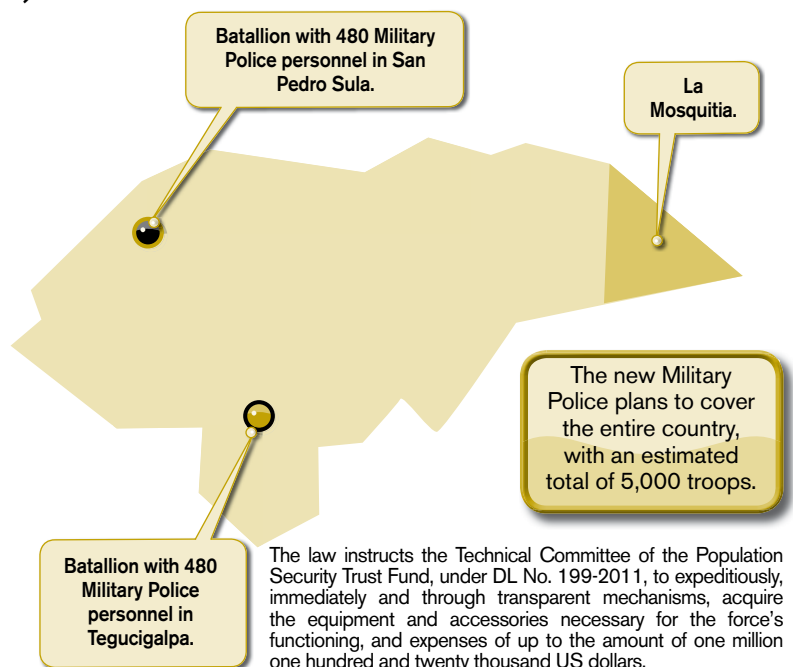 Batallion with 480 Military
Police personnel in San
Pedro Sula.
La
Mosquitia.
The new Military
Police plans to cover
the entire country,
with an estimated
total of 5,000 troops.
Batallion with 480
Military Police
personnel in
Tegucigalpa.
The law instructs the Technical Committee of the Population
Security Trust Fund, under DL No. 199-2011, to expeditiously,
immediately and through transparent mechanisms, acquire
the equipment and accessories necessary for the force's
functioning, and expenses of up to the amount of one million
one hundred and twenty thousand US dollars.